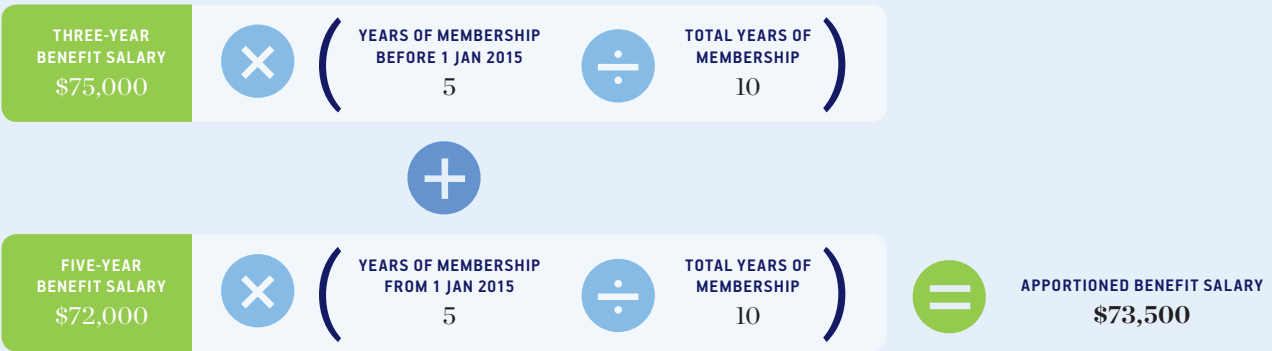 THREE-YEAR
BENEFIT SALARY
$75,000
×
(
YEARS OF MEMBERSHIP
BEFORE 1 JAN 2015
5
÷
TOTAL YEARS OF
MEMBERSHIP
10
)
+
FIVE-YEAR
BENEFIT SALARY
$72,000
×
(
YEARS OF MEMBERSHIP
FROM 1 JAN 2015
5
÷
TOTAL YEARS OF
MEMBERSHIP
10
)
=
APPORTIONED BENEFIT SALARY
$73,500